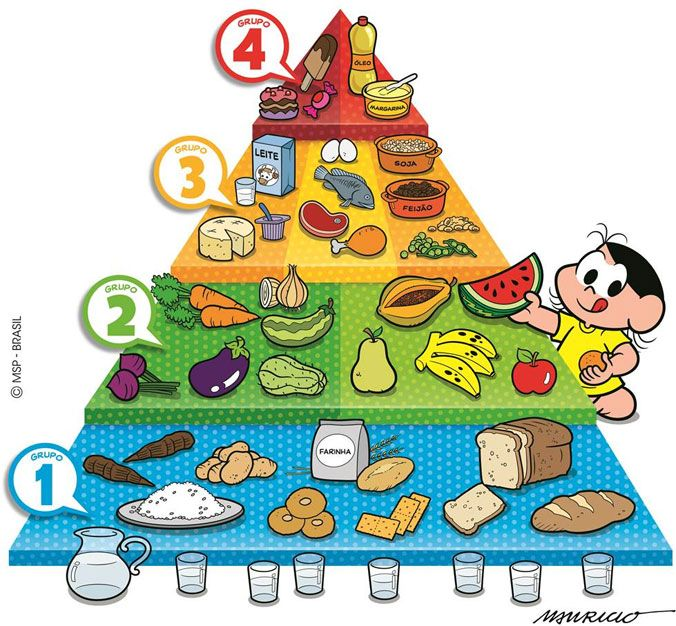 GRUPO
4
ÓLEO
MARGARINA
GRUPO
3
LEITE
SOJA
FEIJÃO
GRUPO
2
© MSP - BRASIL
GRUPO
1
FARINHA
MAURICIO